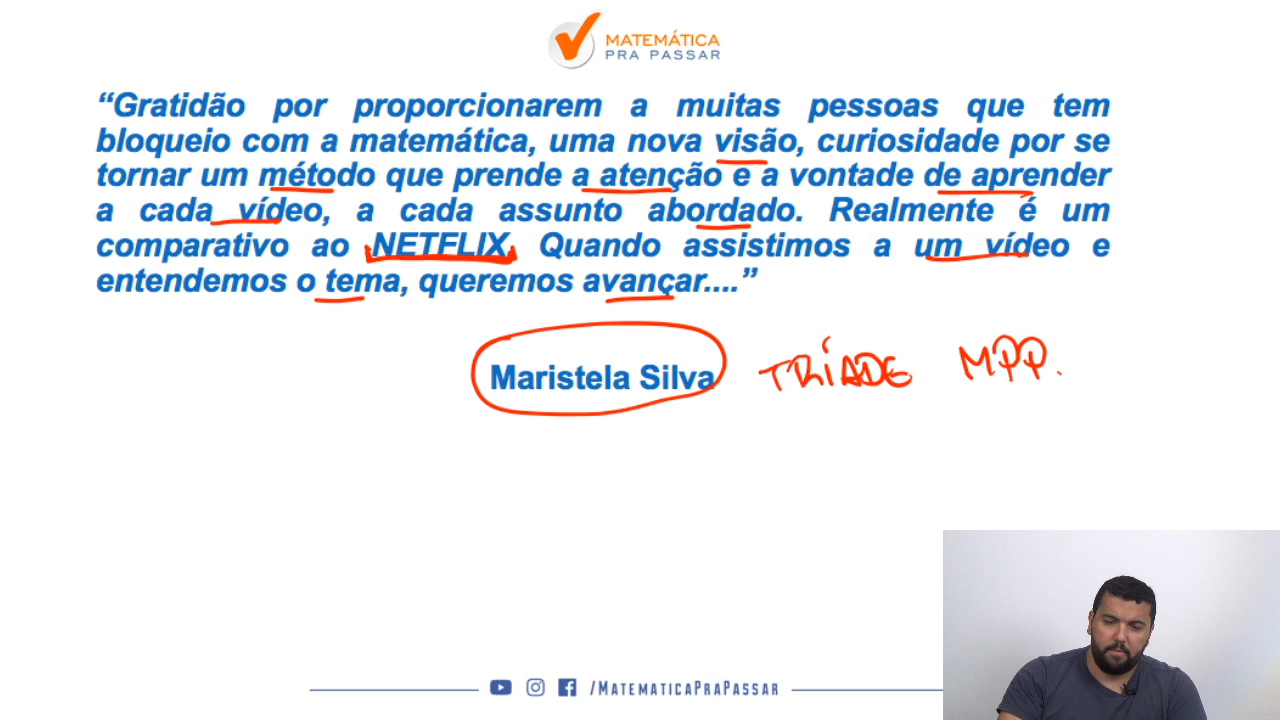 MATEMÁTICA
PRA PASSAR
“Gratidão por proporcionarem a muitas pessoas que tem
bloqueio com a matemática, uma nova visão, curiosidade por se
tornar um método que prende a atenção e a vontade de aprender
a cada vídeo, a cada assunto abordado. Realmente é um
comparativo ao NETFLIX. Quando assistimos a um vídeo e
entendemos o tema, queremos avançar....”
Maristela Silva TRÍADE MPP.
/MATEMATICAPRAPASSAR